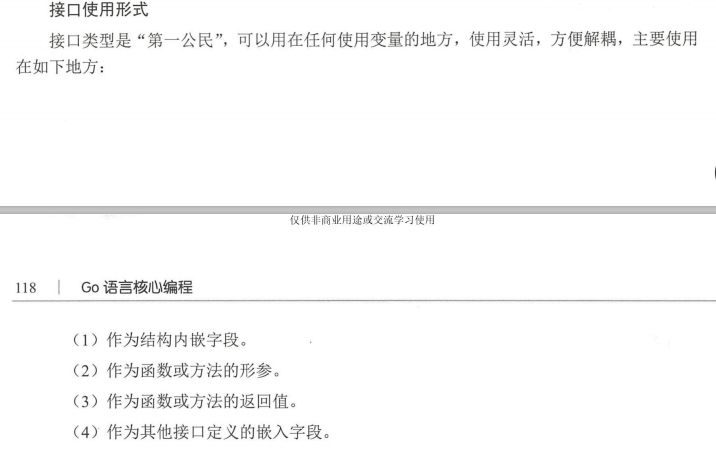 接口使用形式
接口类型是“第一公民”，可以用在任何使用变量的地方，使用灵活，方便解耦，主要使用
在如下地方：
仅供非商业用途或交流学习使用
118 | Go 语言核心编程
（1）作为结构内嵌字段。
（2）作为函数或方法的形参。
（3）作为函数或方法的返回值。
（4）作为其他接口定义的嵌入字段。